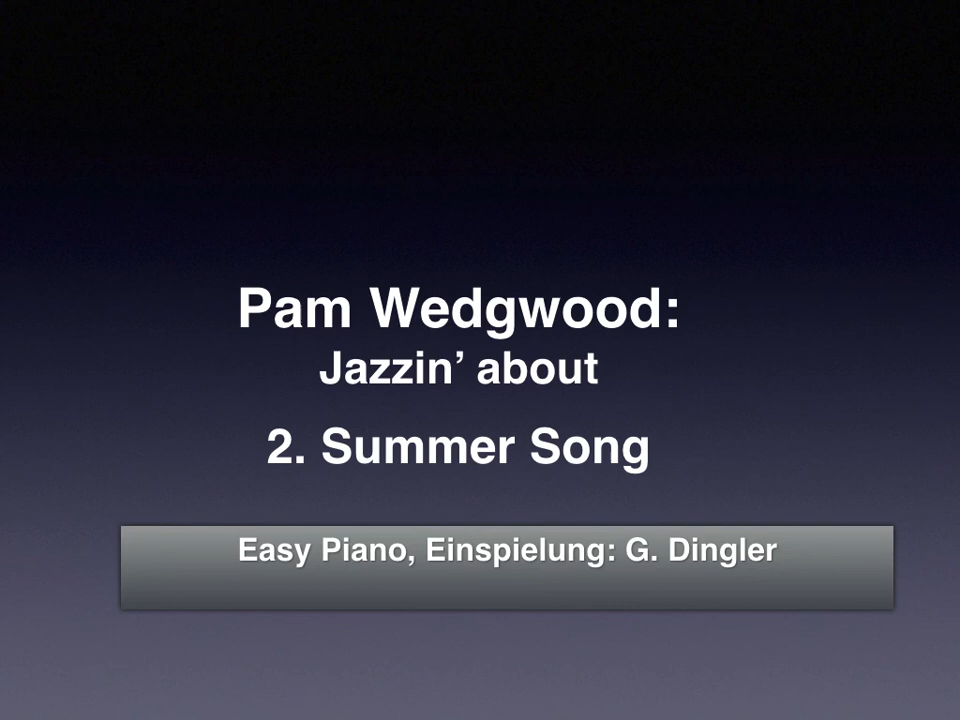 Pam Wedgwood:
Jazzin’ about
2. Summer Song
Easy Piano, Einspielung: G. Dingler